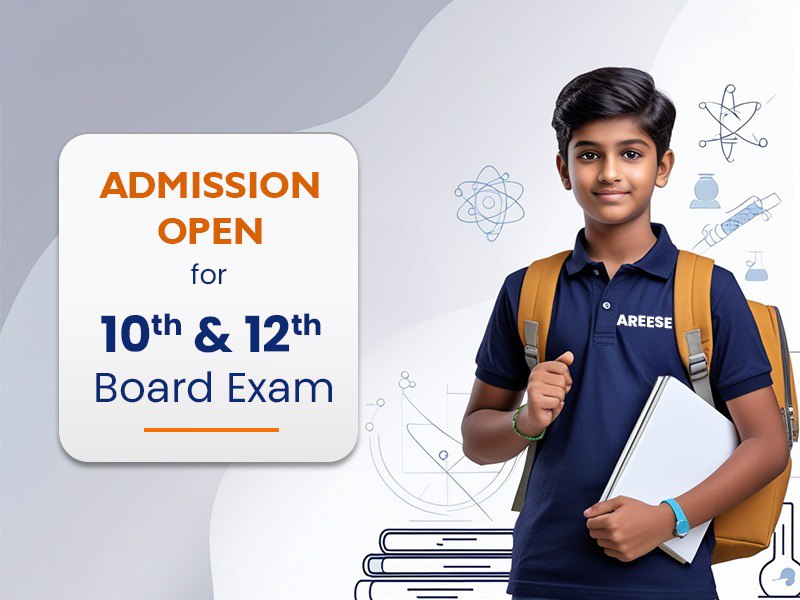 ADMISSION
OPEN
for
10th & 12th
Board Exam
AREESE